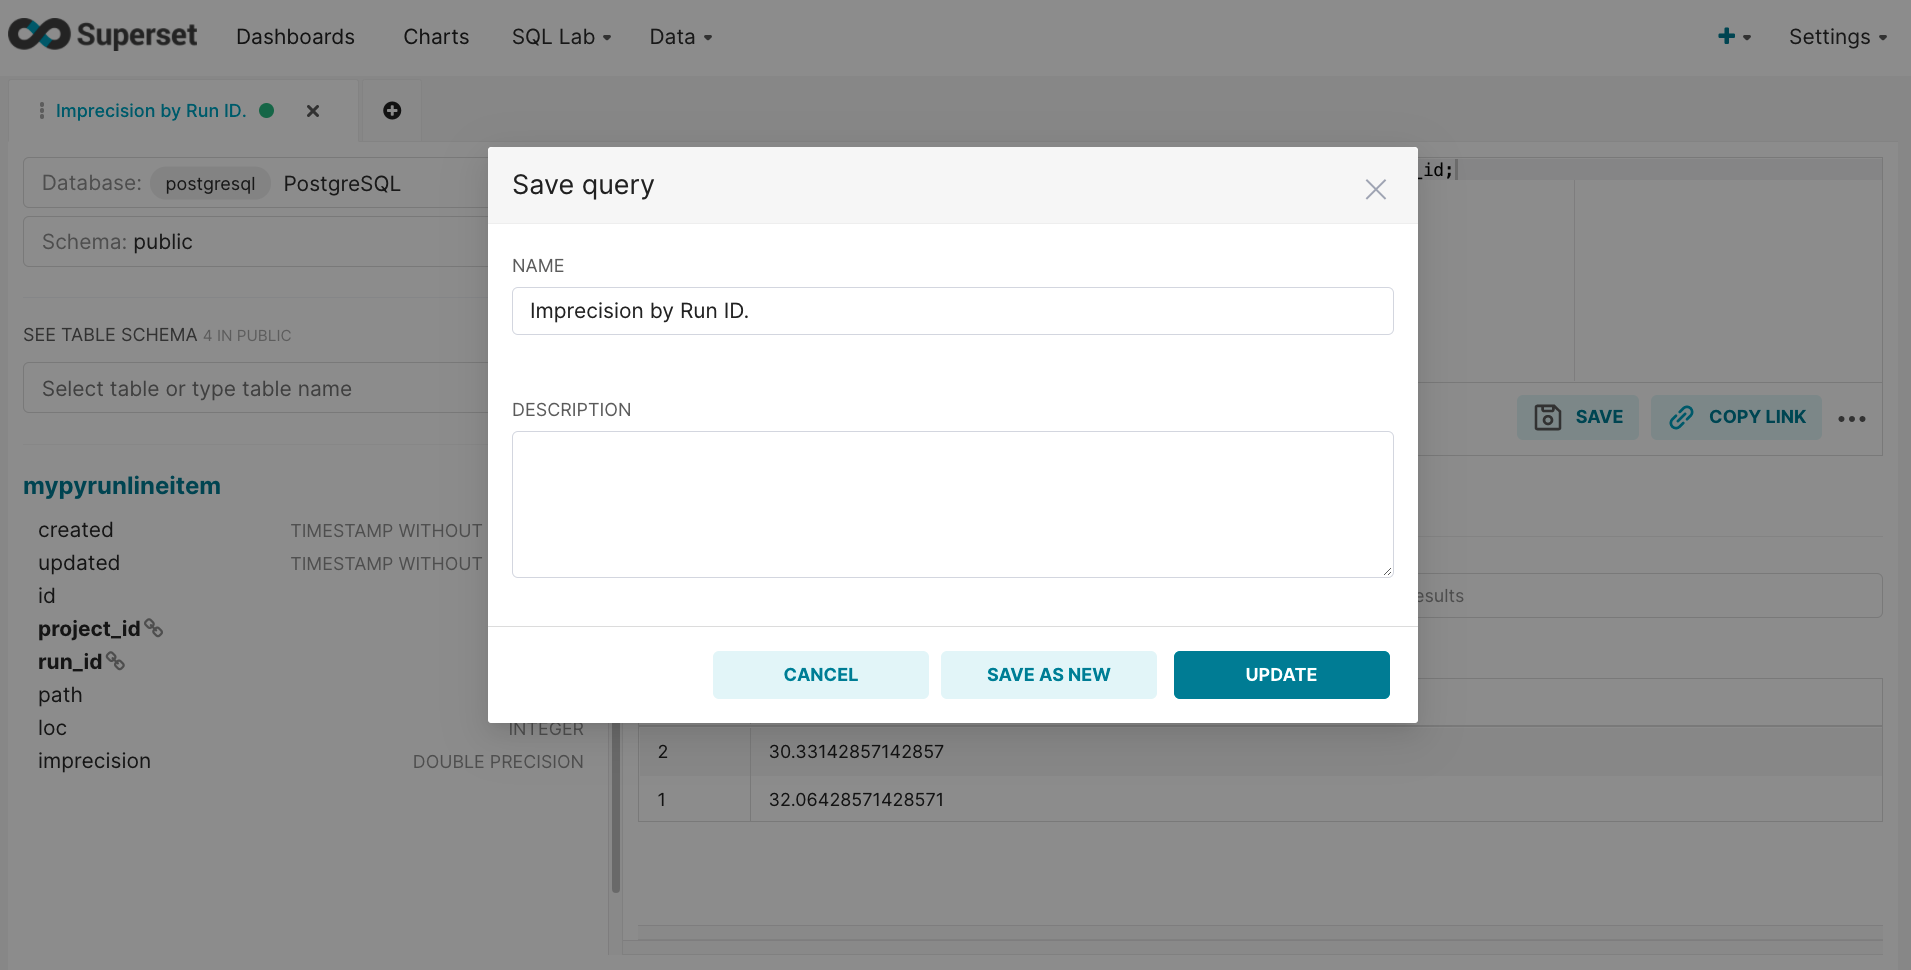 Superset Dashboards Charts SQL Lab Data Settings
Imprecision by Run ID.
Database: postgresql PostgreSQL
Schema: public
SEE TABLE SCHEMA 4 IN PUBLIC
Select table or type table name
mypyrunlineitem
created TIMESTAMP WITHOUT
updated TIMESTAMP WITHOUT
id
project_id
run_id
path
loc INTEGER
imprecision DOUBLE PRECISION
Save query
NAME
Imprecision by Run ID.
DESCRIPTION
CANCEL SAVE AS NEW UPDATE
_id;
SAVE COPY LINK
esults
2 30.33142857142857
1 32.06428571428571